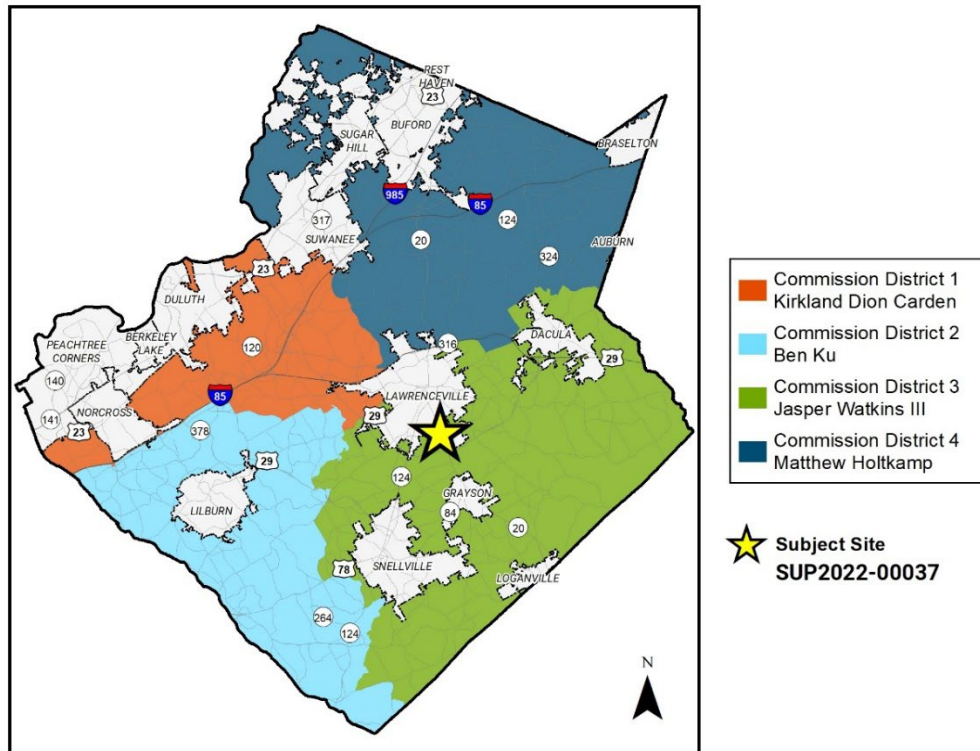 REST
HAVEN
23
BUFORD
SUGAR
HILL
BRASELTON
985
85
317
SUWANEE
124
20
AUBURN
324
23
DULUTH
DACULA
BERKELEY
LAKE
PEACHTREE
CORNERS
120
316
29
140
85
LAWRENCEVILLE
141
NORCROSS
29
23
378
29
124
GRAYSON
LILBURN
84
20
SNELLVILLE
78
LOGANVILLE
264
124
N
Commission District 1
Kirkland Dion Carden
Commission District 2
Ben Ku
Commission District 3
Jasper Watkins III
Commission District 4
Matthew Holtkamp
Subject Site
SUP2022-00037